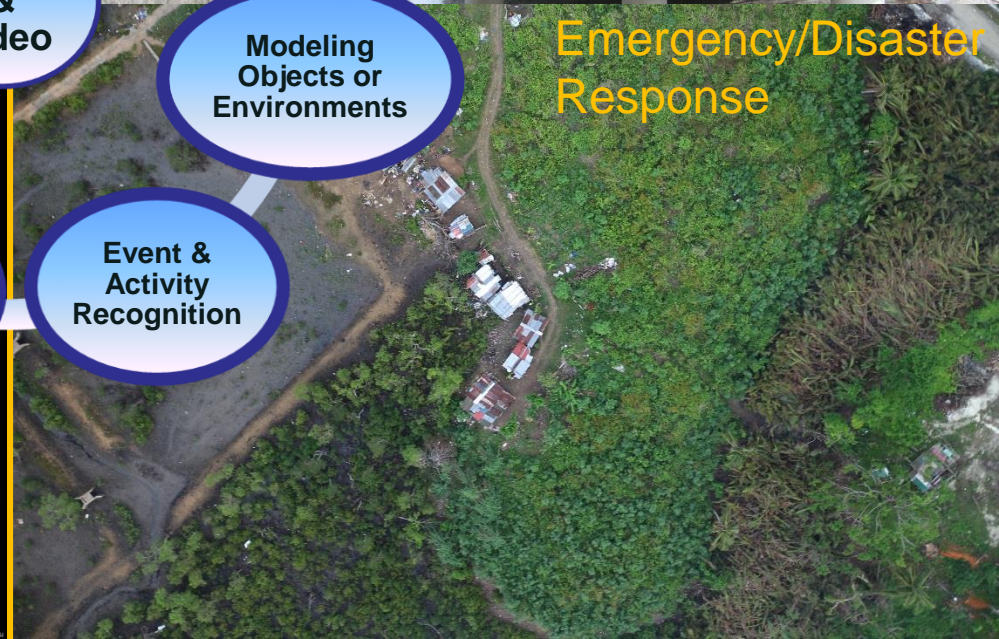 &
deo
Modeling
Objects or
Environments
Emergency/Disaster
Response
Event &
Activity
Recognition